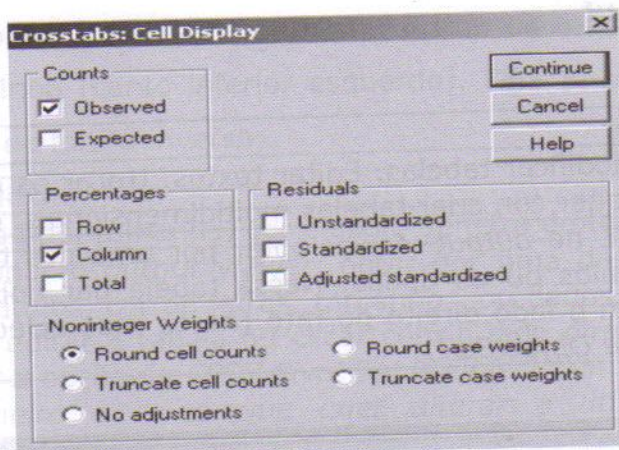 Crosstabs: Cell Display
Counts
Observed
Expected
Continue
Cancel
Help
Percentages
Row
Column
Total
Residuals
Unstandardized
Standardized
Adjusted standardized
Noninteger Weights
Round cell counts
Round case weights
Truncate cell counts
Truncate case weights
No adjustments